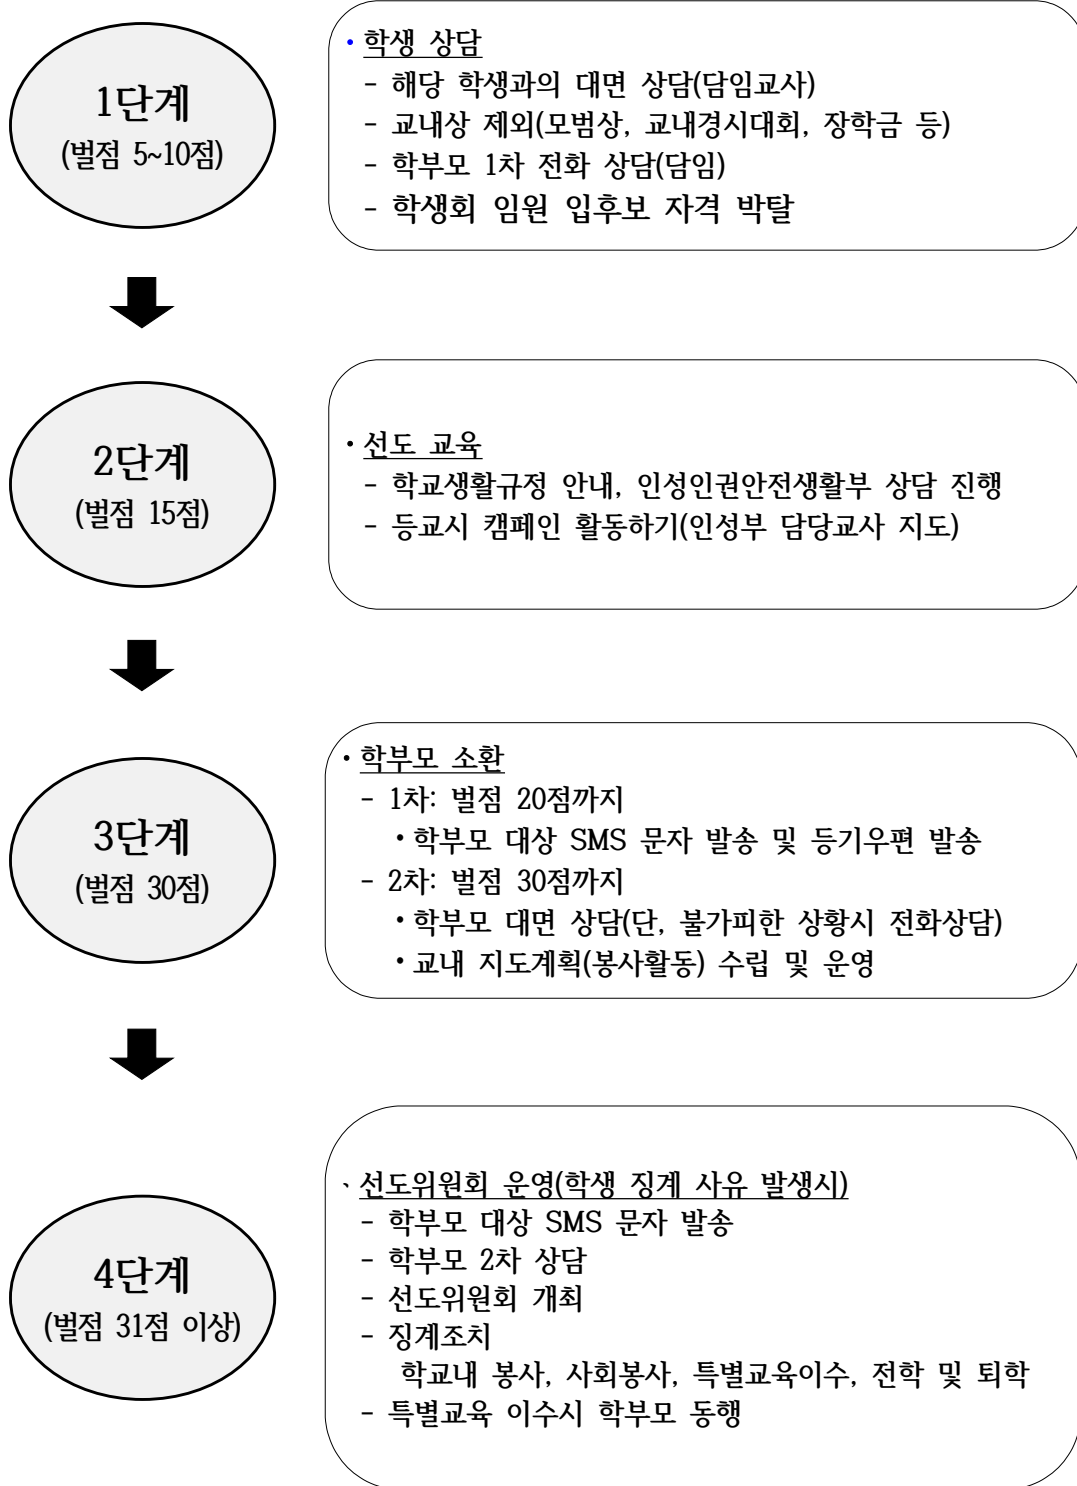 1단계
(벌점 5~10점)
• 학생 상담
- 해당 학생과의 대면 상담(담임교사)
- 교내상 제외(모범상, 교내경시대회, 장학금 등)
- 학부모 1차 전화 상담(담임)
- 학생회 임원 입후보 자격 박탈
2단계
(벌점 15점)
• 선도 교육
- 학교생활규정 안내, 인성인권안전생활부 상담 진행
- 등교시 캠페인 활동하기(인성부 담당교사 지도)
3단계
(벌점 30점)
• 학부모 소환
- 1차: 벌점 20점까지
• 학부모 대상 SMS 문자 발송 및 등기우편 발송
- 2차: 벌점 30점까지
• 학부모 대면 상담(단, 불가피한 상황시 전화상담)
• 교내 지도계획(봉사활동) 수립 및 운영
4단계
(벌점 31점 이상)
、선도위원회 운영(학생 징계 사유 발생시)
- 학부모 대상 SMS 문자 발송
- 학부모 2차 상담
- 선도위원회 개최
- 징계조치
학교내 봉사, 사회봉사, 특별교육이수, 전학 및 퇴학
- 특별교육 이수시 학부모 동행